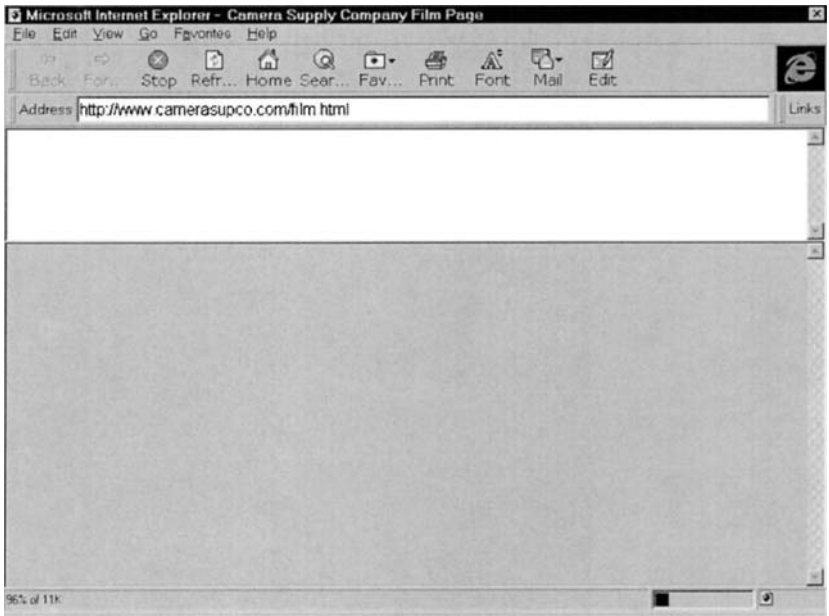 Microsoft Internet Explorer - Camera Supply Company Film Page
File Edit View Go Favorites Help
Back For... Stop Refr... Home Sear... Fav... Print Font Mail Edit
Address http://www.camerasupco.com/film.html Links
96% of 11K